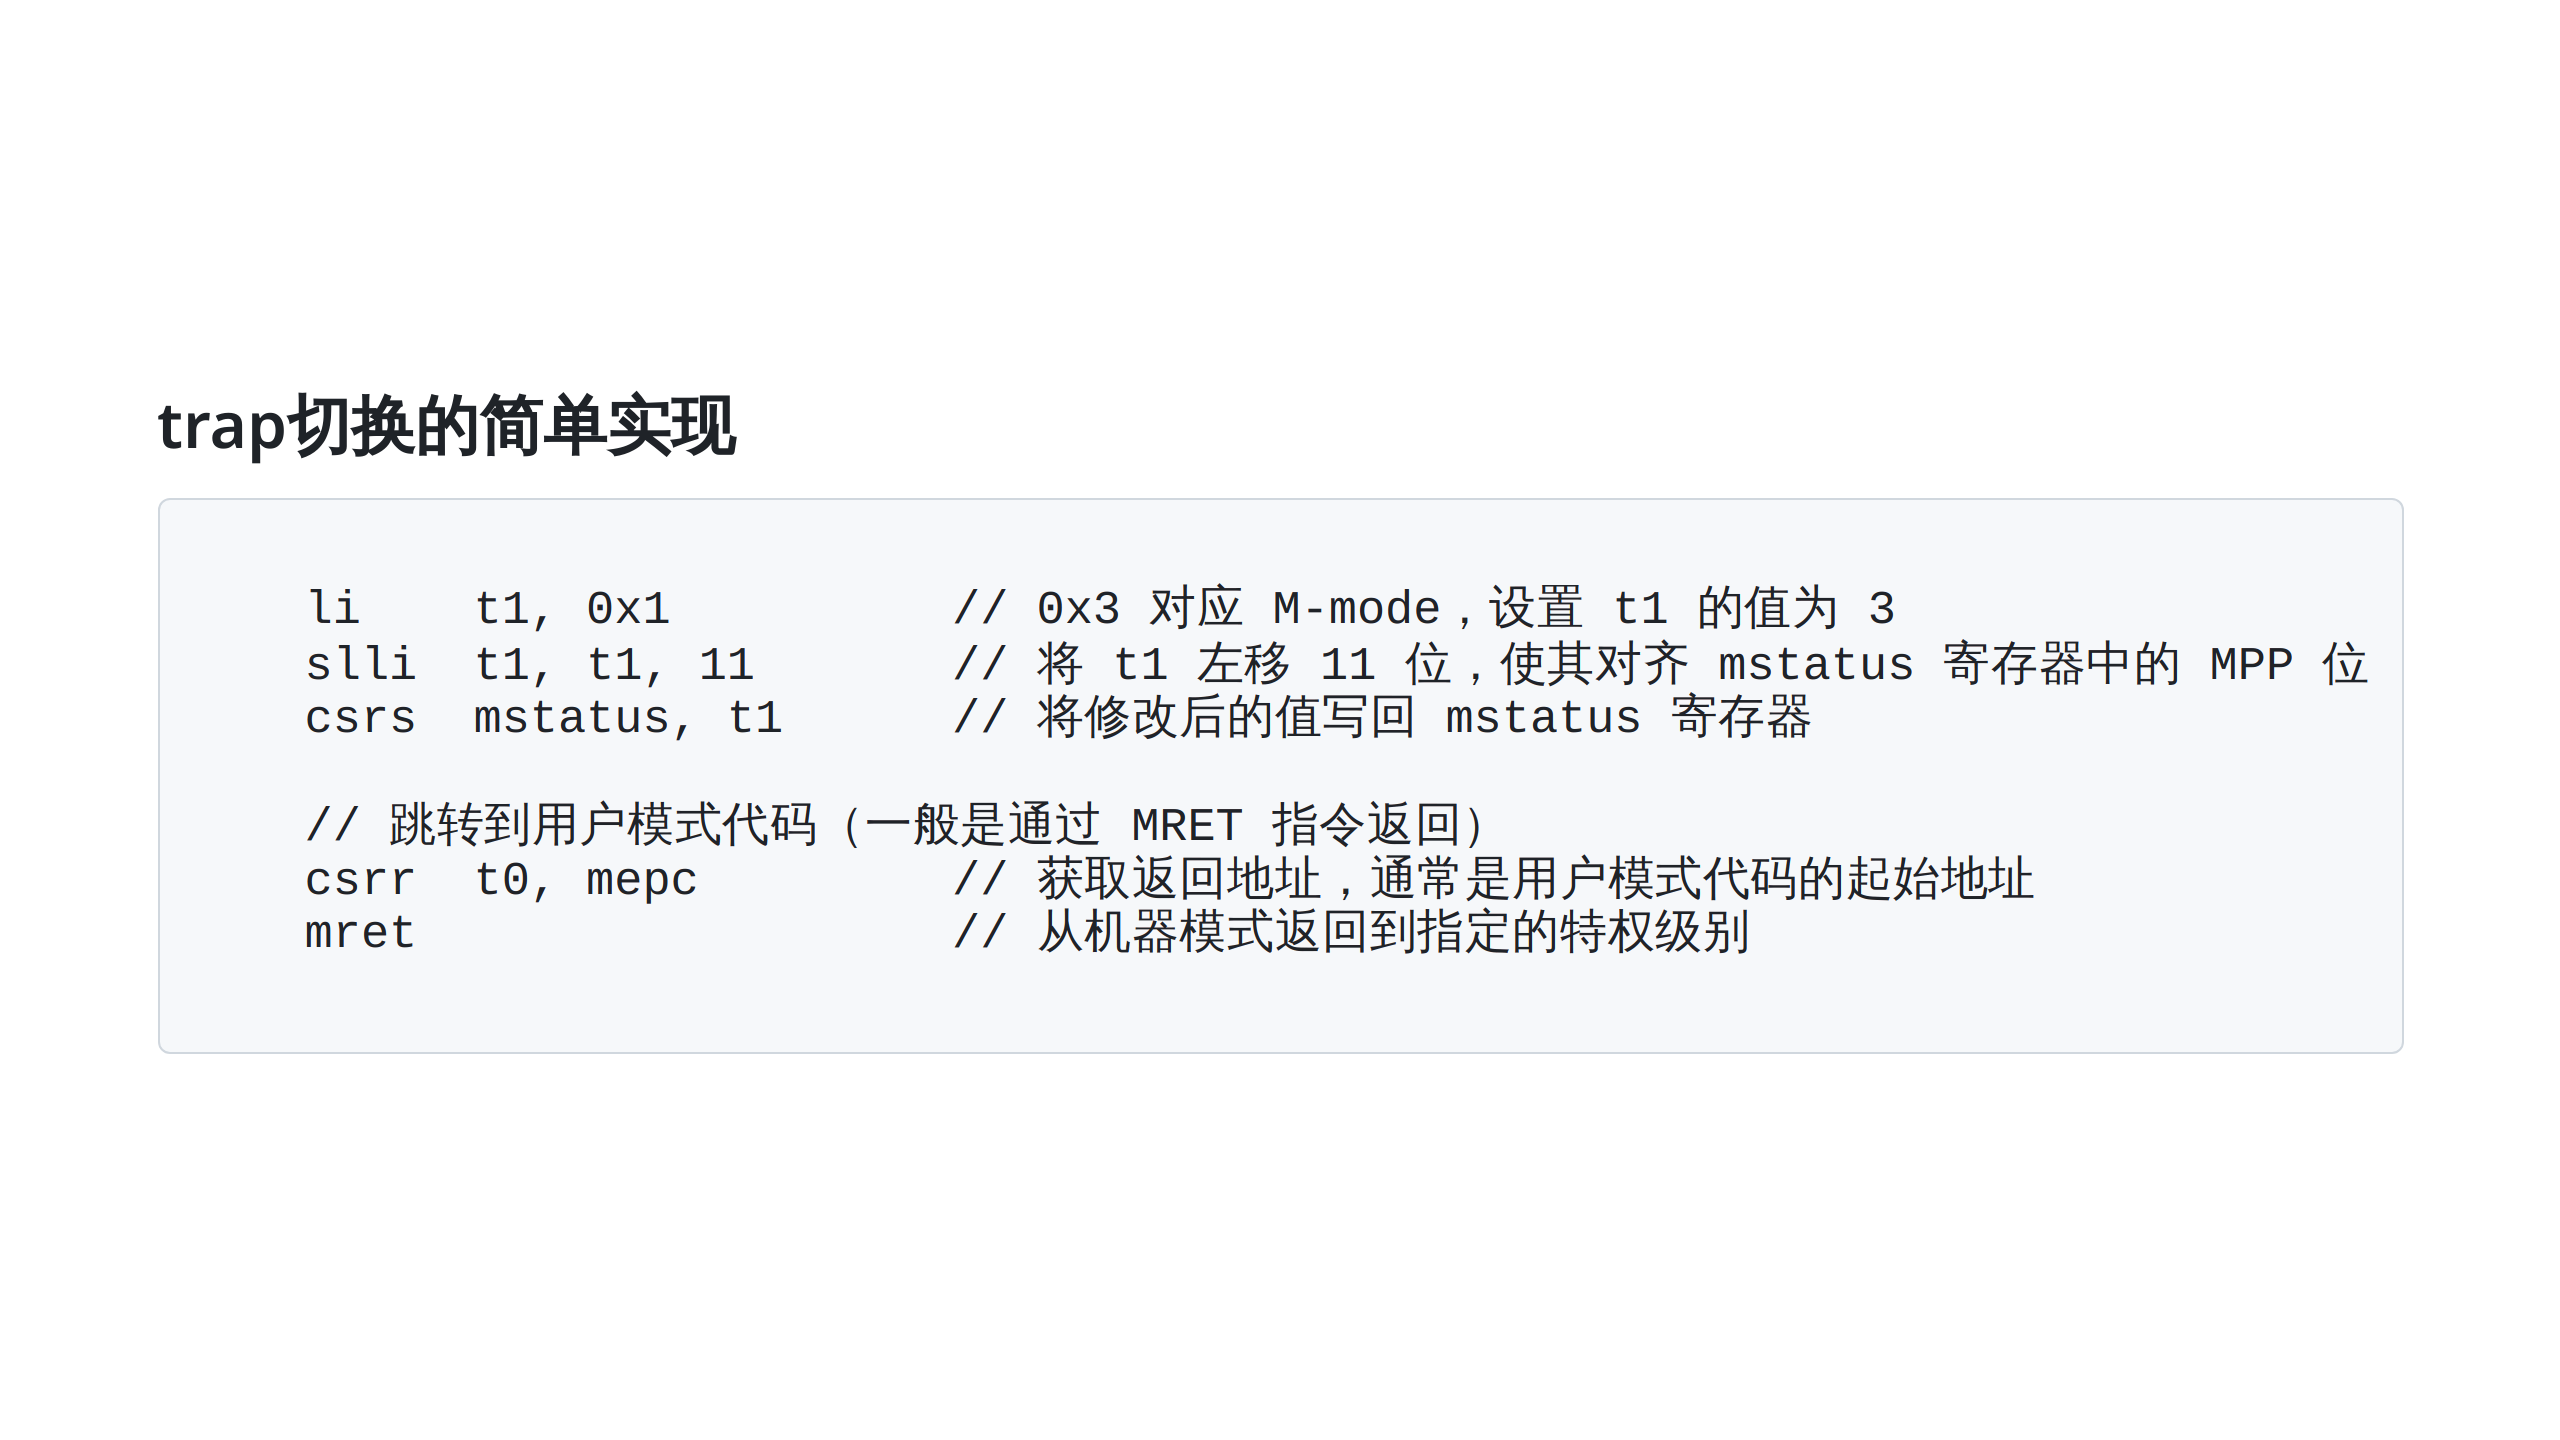 trap切换的简单实现
li    t1, 0x1          // 0x3 对应 M-mode，设置 t1 的值为 3
slli  t1, t1, 11       // 将 t1 左移 11 位，使其对齐 mstatus 寄存器中的 MPP 位
csrs  mstatus, t1      // 将修改后的值写回 mstatus 寄存器
// 跳转到用户模式代码（一般是通过 MRET 指令返回）
csrr  t0, mepc         // 获取返回地址，通常是用户模式代码的起始地址
mret                   // 从机器模式返回到指定的特权级别